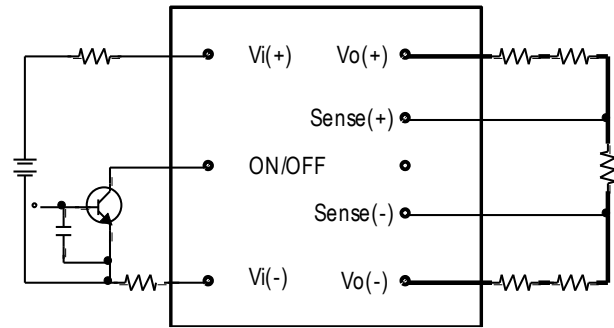 Vi(+) Vo(+)
Sense(+)
ON/OFF
Sense(-)
Vi(-) Vo(-)